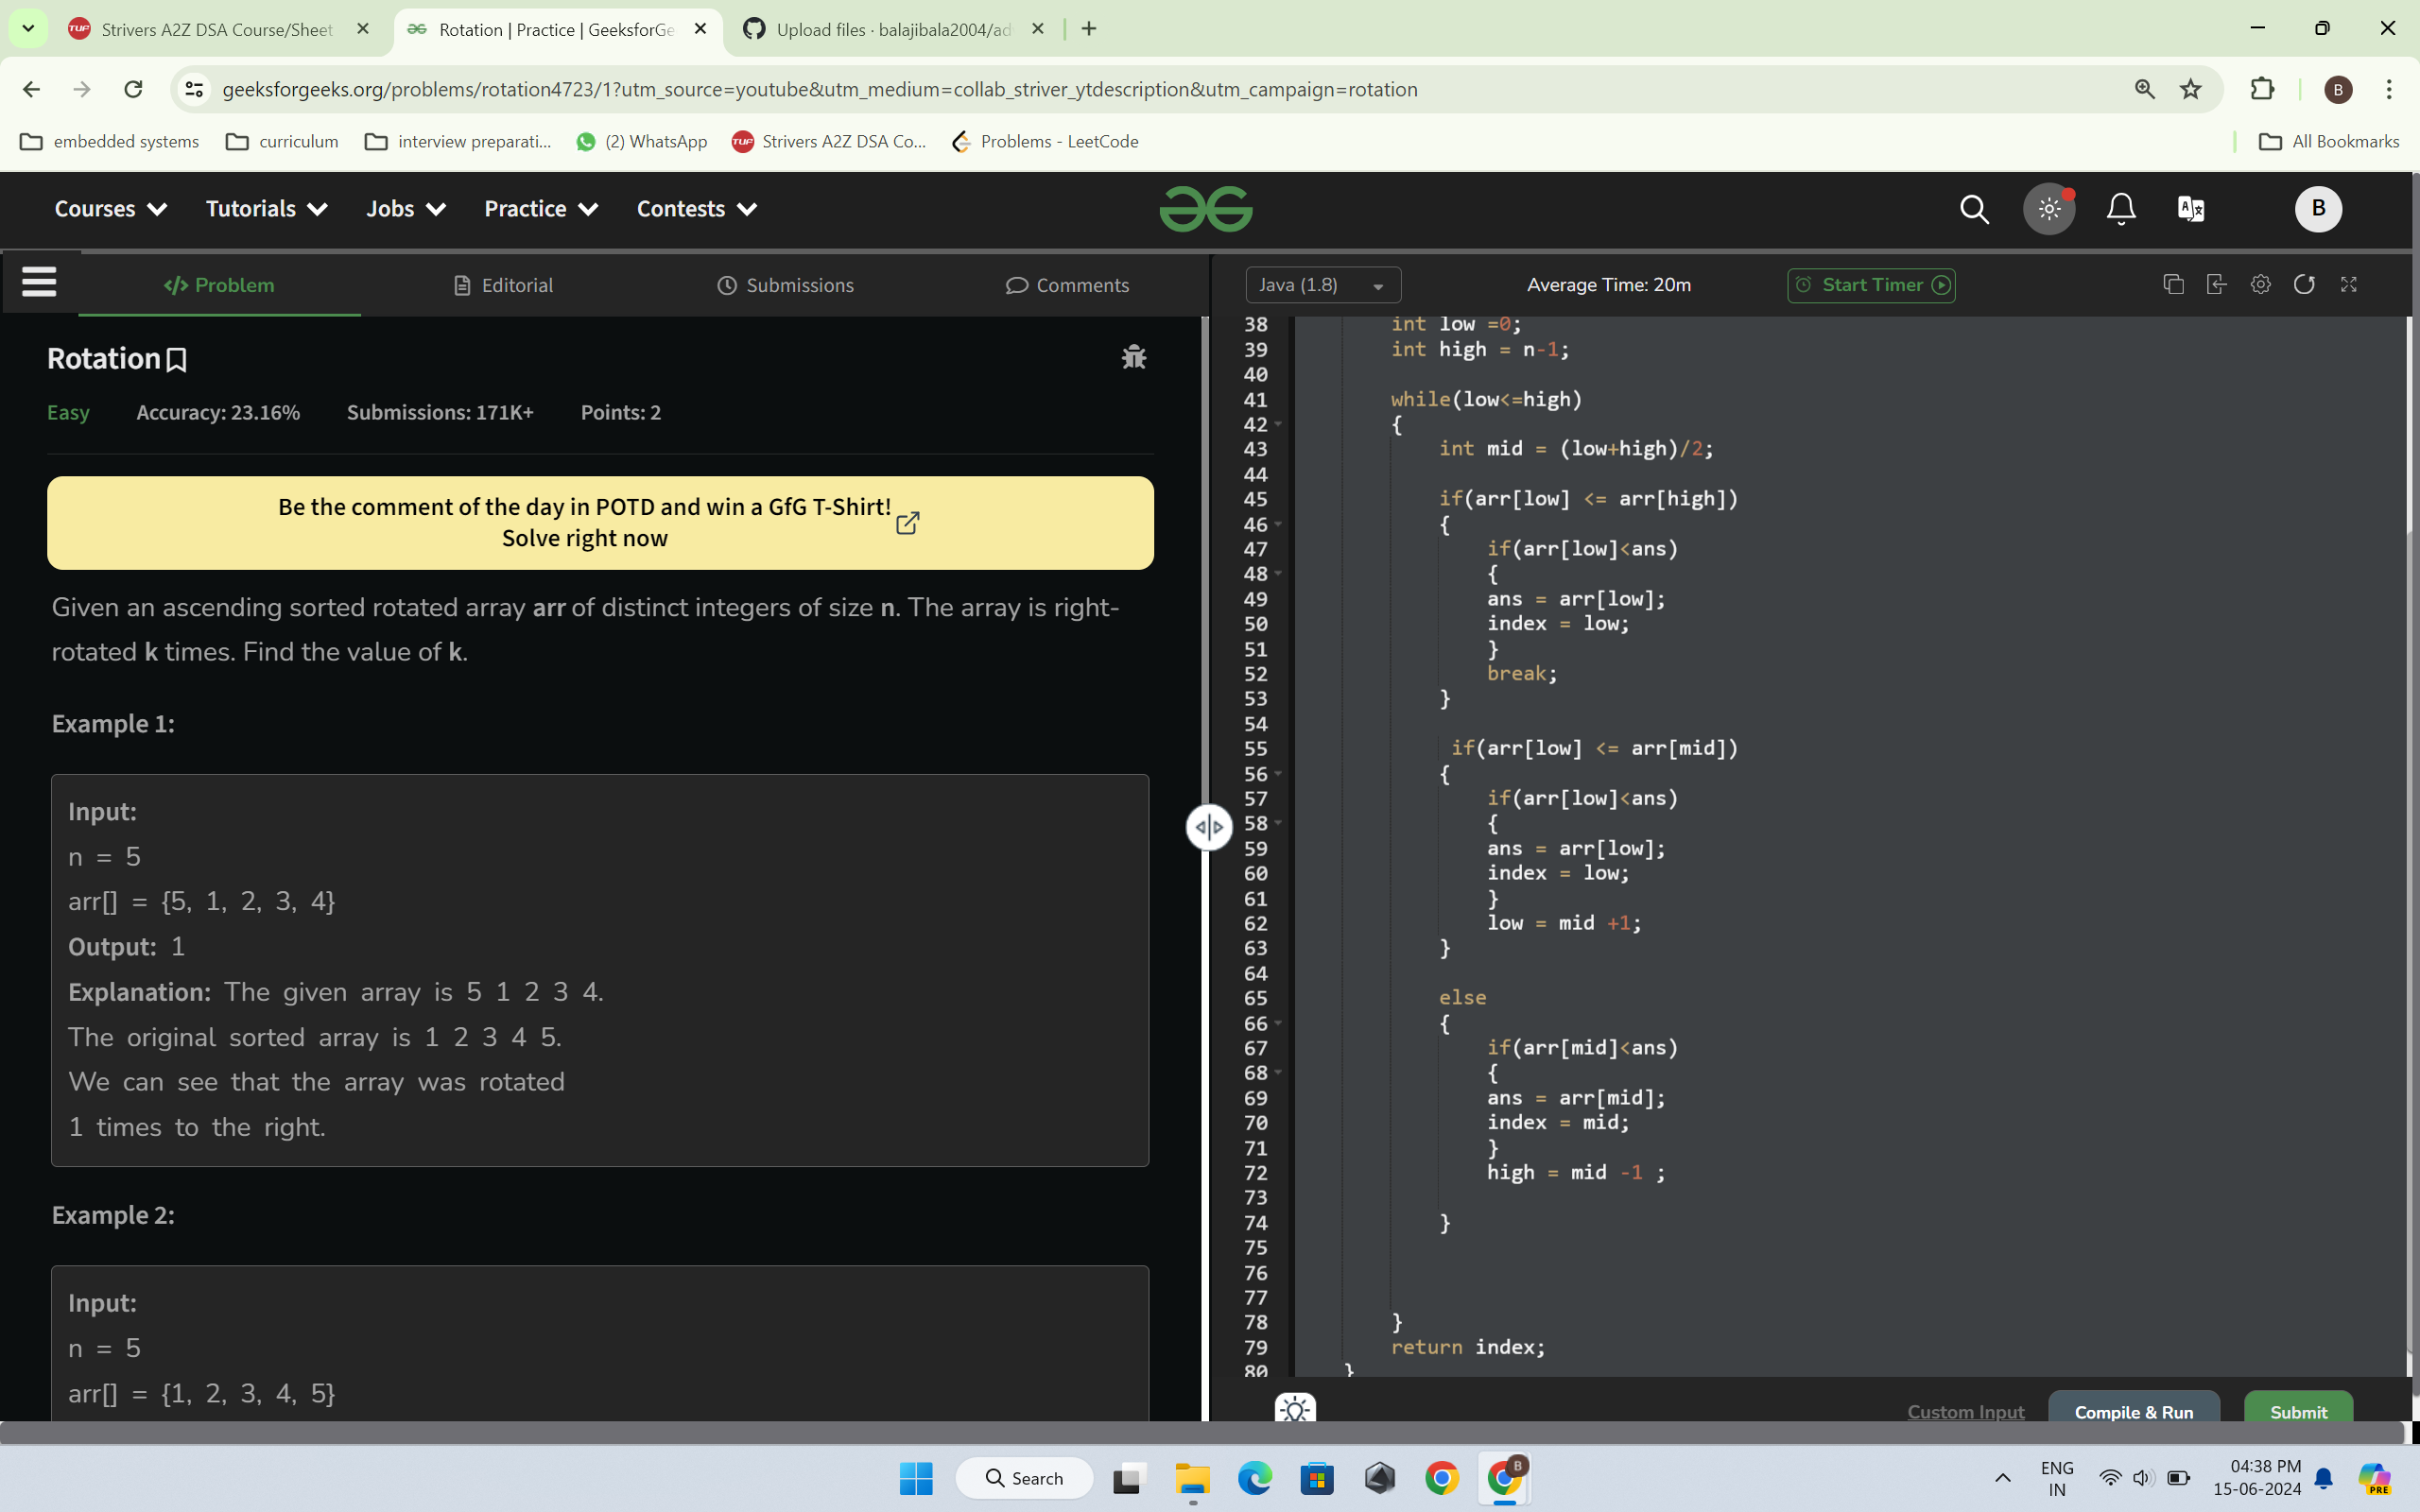 Strivers A2Z DSA Course/Sheet
Rotation | Practice | GeeksforGe
Upload files · balajibala2004/ad
geeksforgeeks.org/problems/rotation4723/1?utm_source=youtube&utm_medium=collab_striver_ytdescription&utm_campaign=rotation
B
embedded systems
curriculum
interview preparati...
(2) WhatsApp
Strivers A2Z DSA Co...
Problems - LeetCode
All Bookmarks
Courses
Tutorials
Jobs
Practice
Contests
B
Problem
Editorial
Submissions
Comments
Java (1.8)
Average Time: 20m
Start Timer
Rotation
Easy Accuracy: 23.16% Submissions: 171K+ Points: 2
Be the comment of the day in POTD and win a GfG T-Shirt!
Solve right now
Given an ascending sorted rotated array arr of distinct integers of size n. The array is right-
rotated k times. Find the value of k.
Example 1:
Input:
n = 5
arr[] = {5, 1, 2, 3, 4}
Output: 1
Explanation: The given array is 5 1 2 3 4.
The original sorted array is 1 2 3 4 5.
We can see that the array was rotated
1 times to the right.
Example 2:
Input:
n = 5
arr[] = {1, 2, 3, 4, 5}
38 int low =0;
39 int high = n-1;
40
41 while(low<=high)
42 {
43 int mid = (low+high)/2;
44
45 if(arr[low] <= arr[high])
46 {
47 if(arr[low]<ans)
48 {
49 ans = arr[low];
50 index = low;
51 }
52 break;
53 }
54
55 if(arr[low] <= arr[mid])
56 {
57 if(arr[low]<ans)
58 {
59 ans = arr[low];
60 index = low;
61 }
62 low = mid +1;
63 }
64
65 else
66 {
67 if(arr[mid]<ans)
68 {
69 ans = arr[mid];
70 index = mid;
71 }
72 high = mid -1 ;
73
74 }
75
76
77
78 }
79 return index;
80 }
Custom Input
Compile & Run
Submit
Search
B
ENG
IN
04:38 PM
15-06-2024
PRE